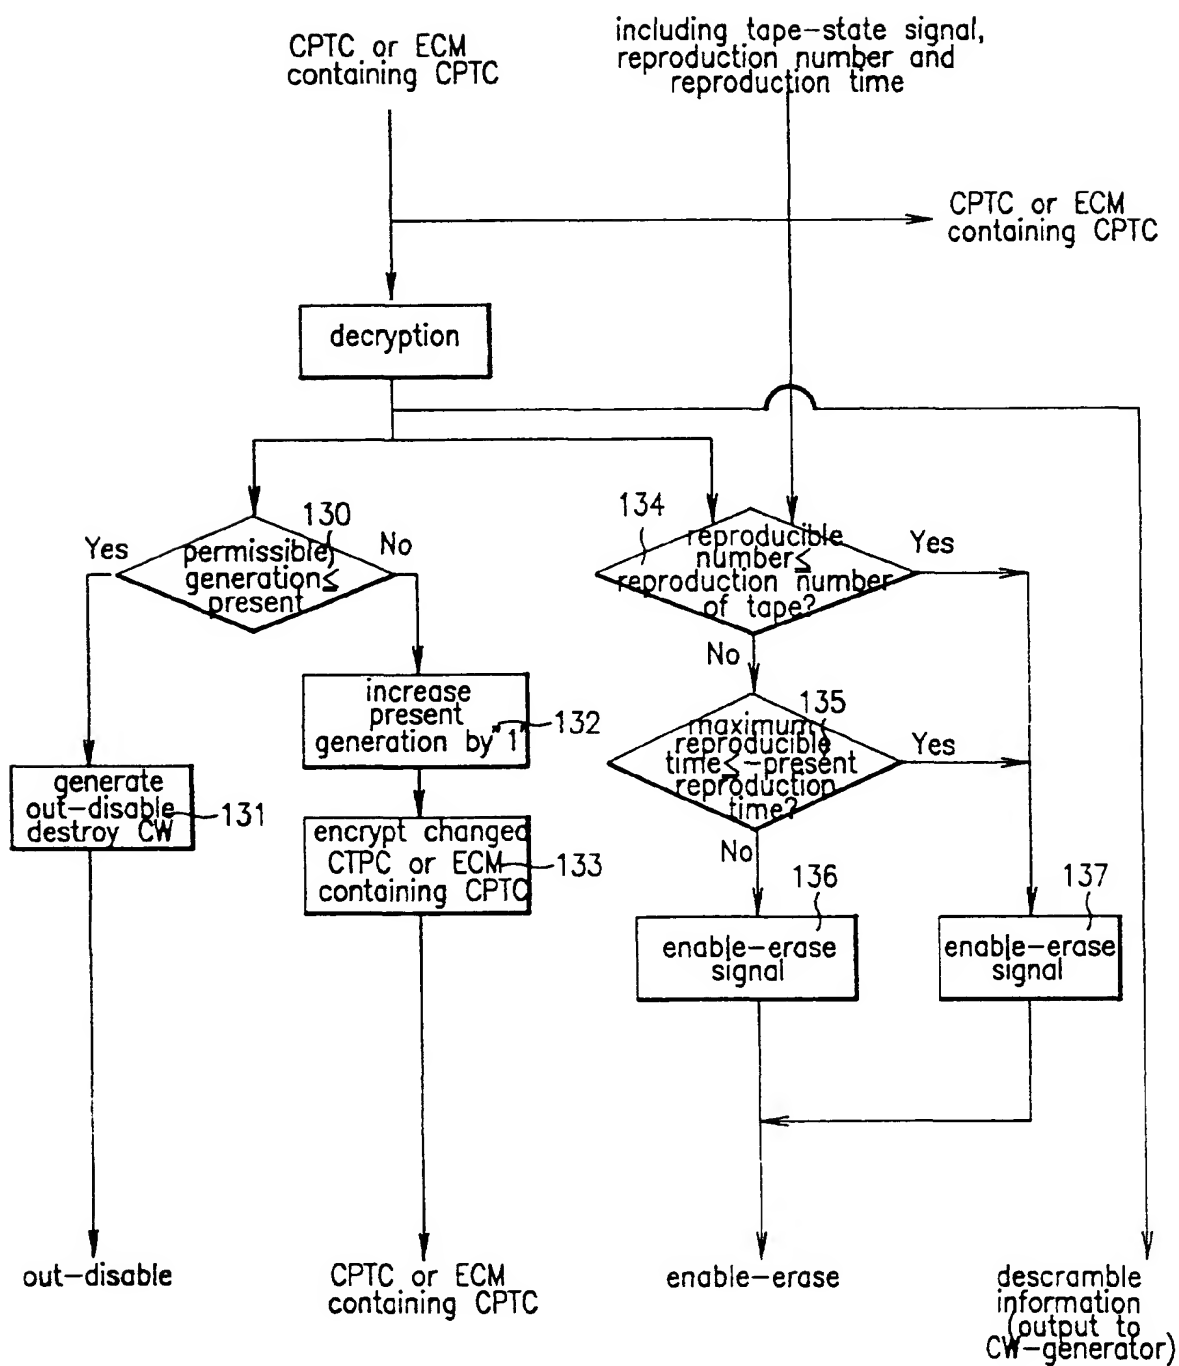 CPTC or ECM
containing CPTC
including tape-state signal,
reproduction number and
reproduction time
CPTC or ECM
containing CPTC
decryption
130
permissible
generation≤
present
Yes
No
134
reproducible
number≤
reproduction number
of tape?
Yes
No
increase
present
generation by"1"
132
135
maximum
reproducible
time≤-present
reproduction
time?
Yes
No
generate
out-disable
destroy CW
131
encrypt changed
CTPC or ECM
containing CPTC
133
136
enable-erase
signal
137
enable-erase
signal
out-disable
CPTC or ECM
containing CPTC
enable-erase
descramble
information
(output to
CW-generator)